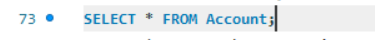 73 SELECT * FROM Account;